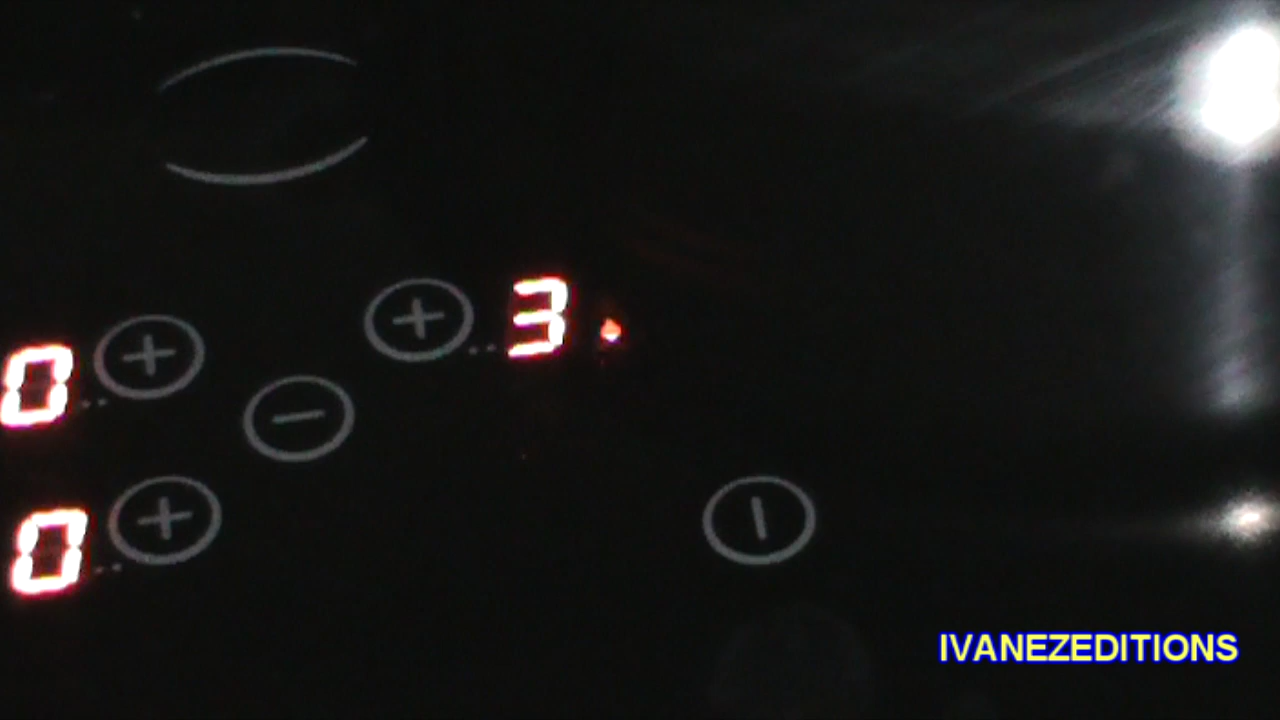 + 3
0 +
−
0 +
IVANEZEDITIONS